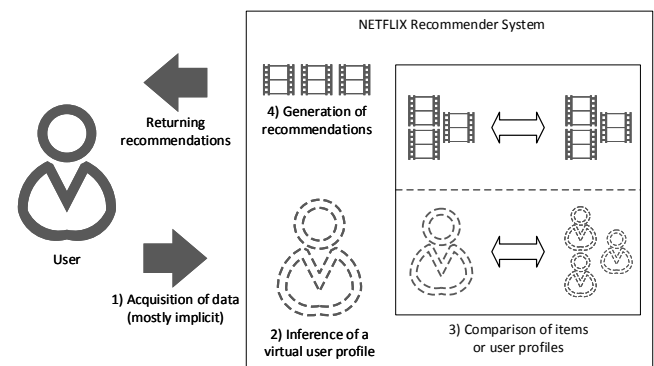 NETFLIX Recommender System
Returning
recommendations
4) Generation of
recommendations
User
1) Acquisition of data
(mostly implicit)
2) Inference of a
virtual user profile
3) Comparison of items
or user profiles